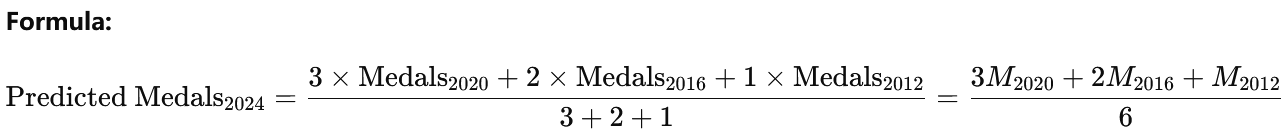 Formula:
Predicted Medals₂₀₂₄ = (3 × Medals₂₀₂₀ + 2 × Medals₂₀₁₆ + 1 × Medals₂₀₁₂) / (3 + 2 + 1) = (3M₂₀₂₀ + 2M₂₀₁₆ + M₂₀₁₂) / 6